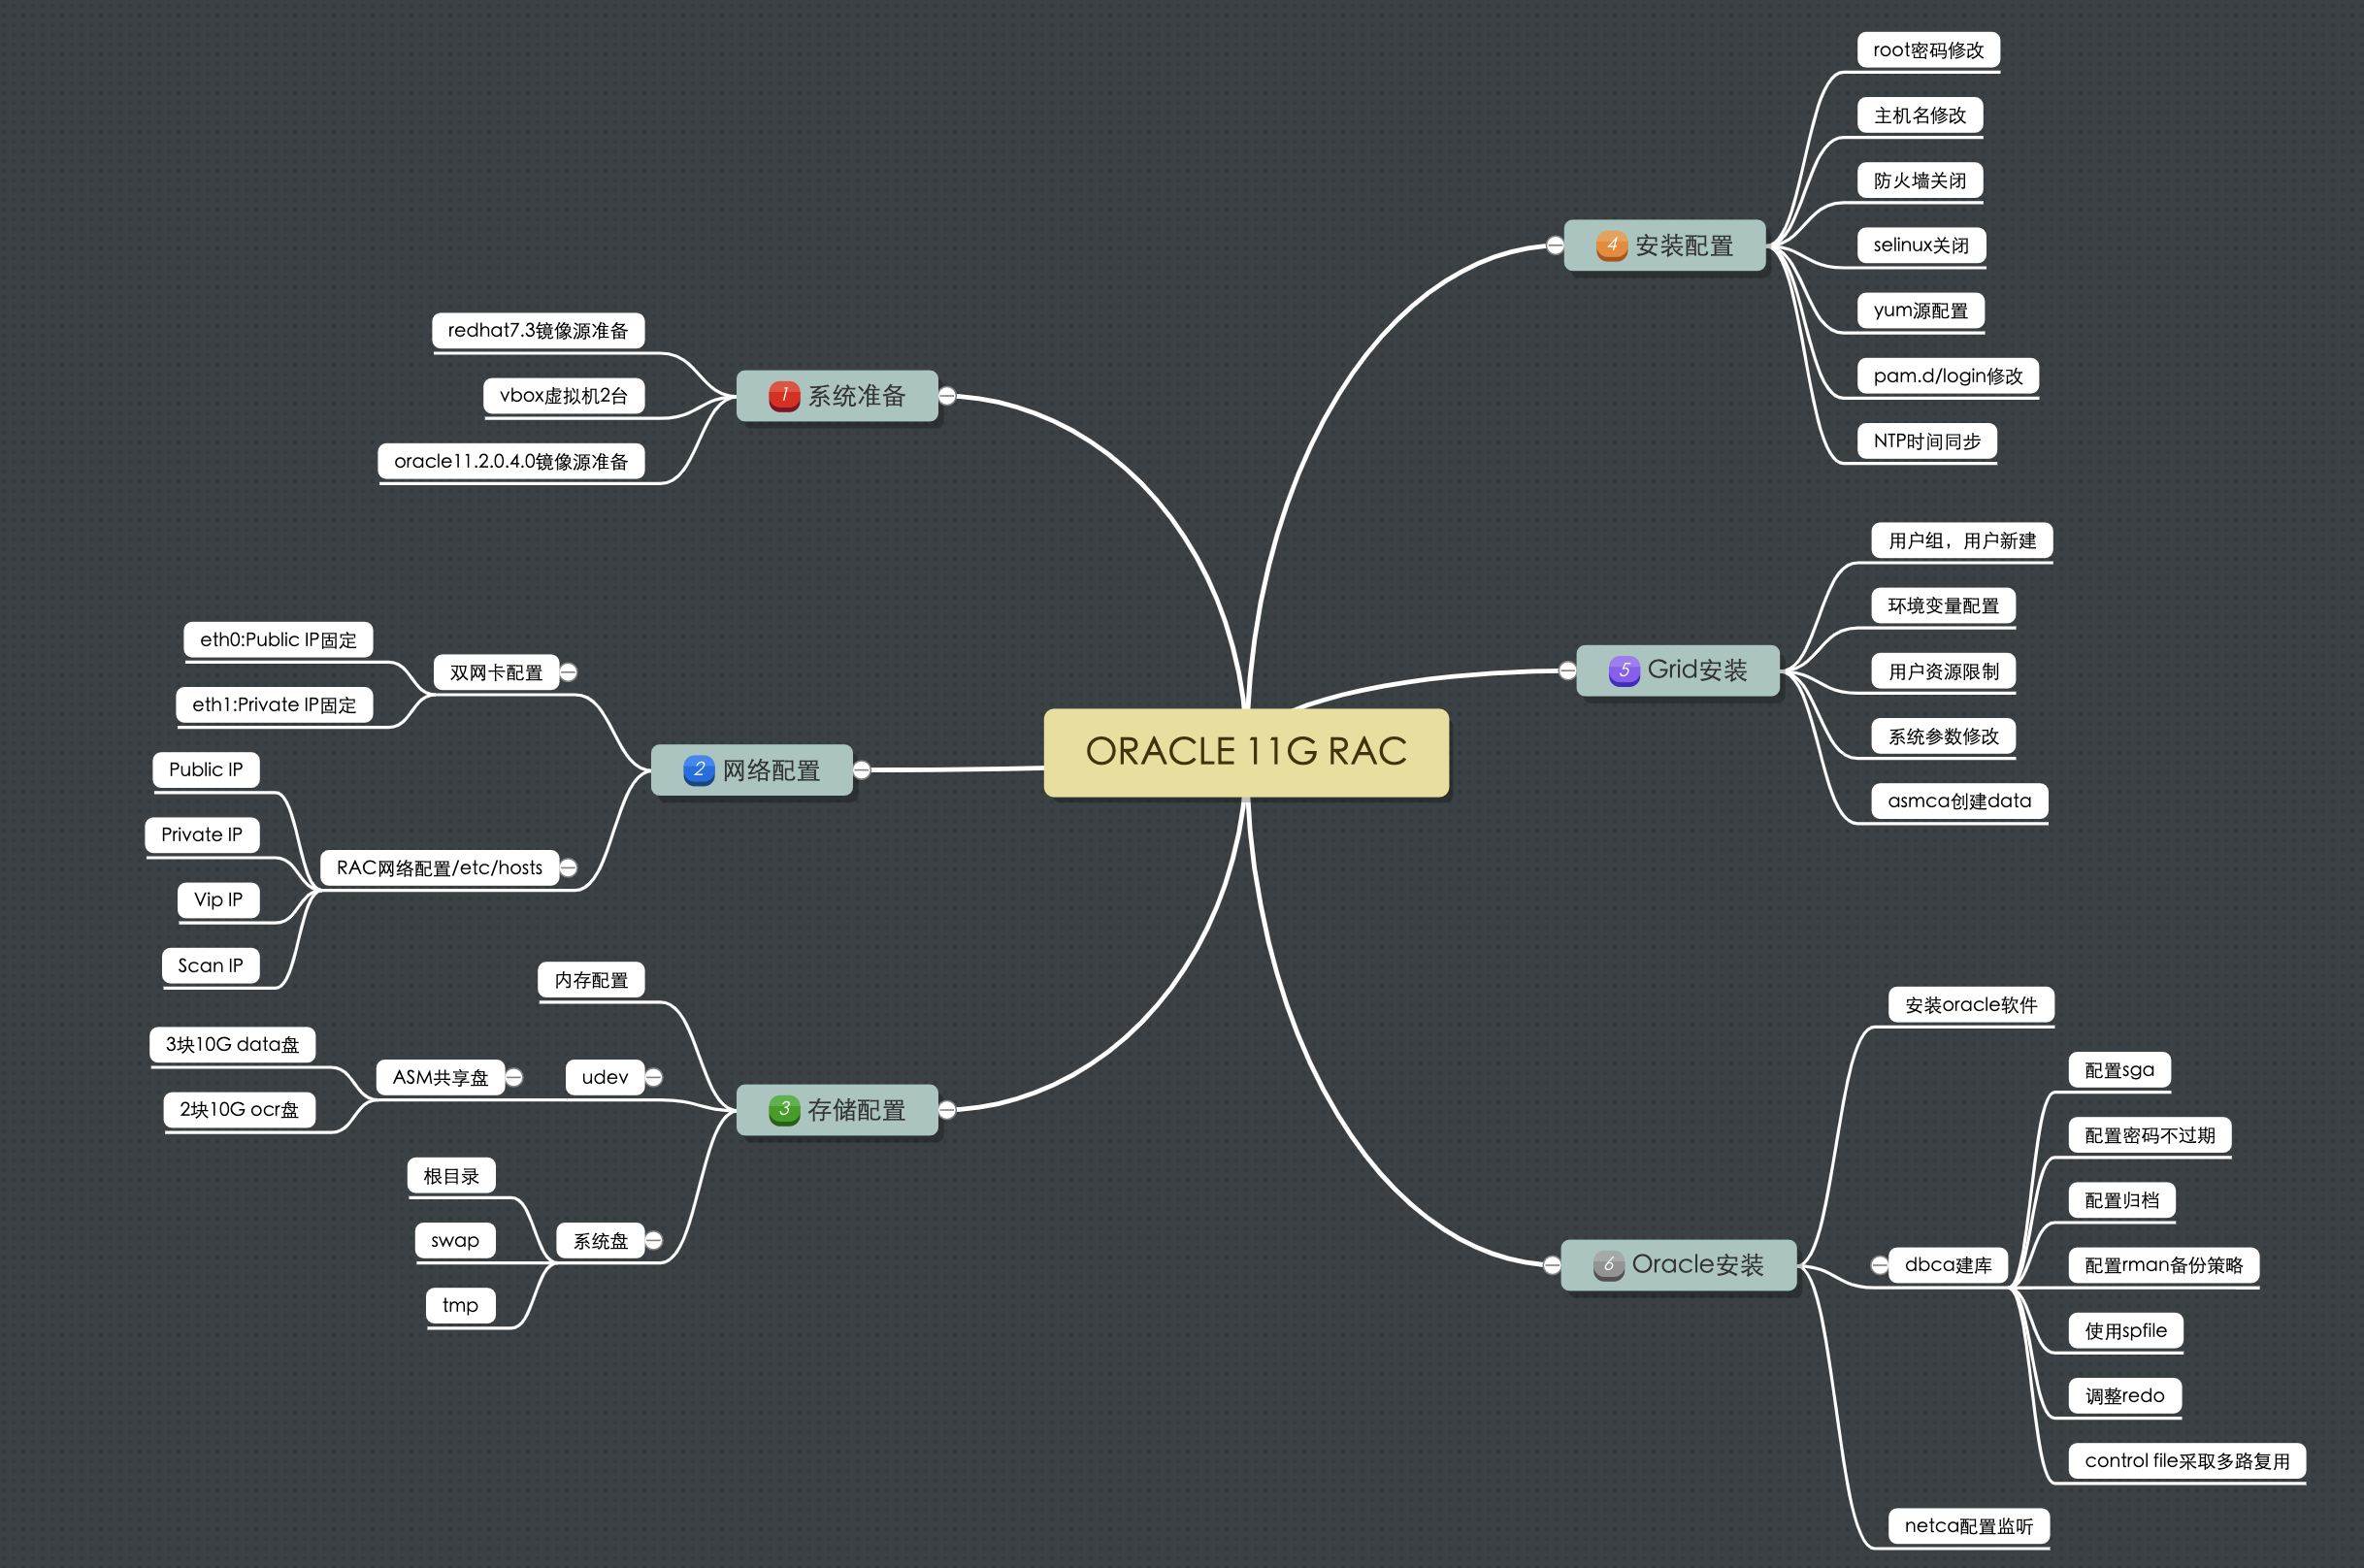 ORACLE 11G RAC
1 系统准备
redhat7.3镜像源准备
vbox虚拟机2台
oracle11.2.0.4.0镜像源准备
2 网络配置
双网卡配置
eth0:Public IP固定
eth1:Private IP固定
RAC网络配置/etc/hosts
Public IP
Private IP
Vip IP
Scan IP
3 存储配置
内存配置
udev
ASM共享盘
3块10G data盘
2块10G ocr盘
系统盘
根目录
swap
tmp
4 安装配置
root密码修改
主机名修改
防火墙关闭
selinux关闭
yum源配置
pam.d/login修改
NTP时间同步
5 Grid安装
用户组，用户新建
环境变量配置
用户资源限制
系统参数修改
asmca创建data
6 Oracle安装
安装oracle软件
dbca建库
配置sga
配置密码不过期
配置归档
配置rman备份策略
使用spfile
调整redo
control file采取多路复用
netca配置监听